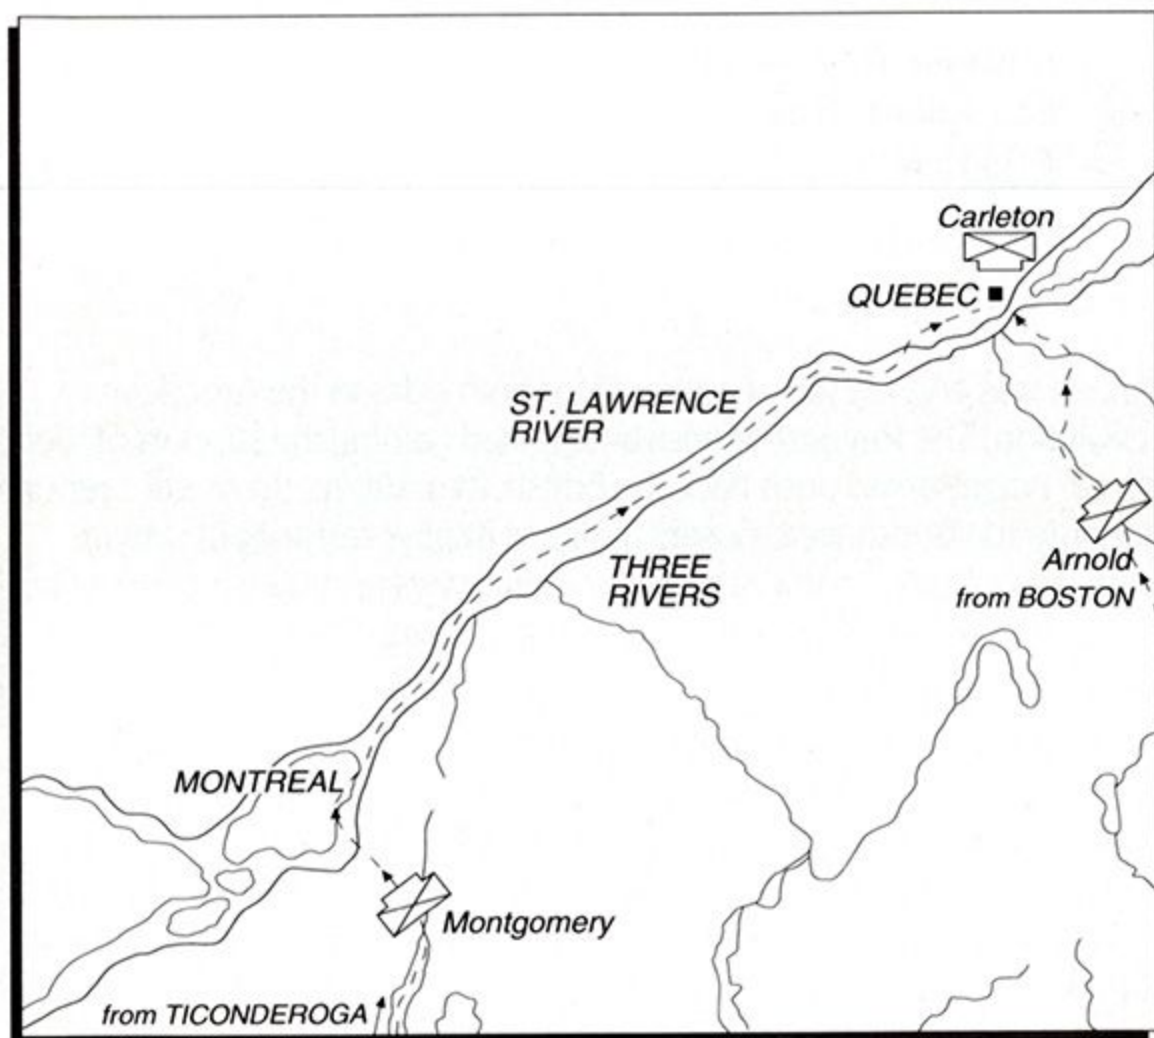 Carleton
QUEBEC
ST. LAWRENCE
RIVER
THREE
RIVERS
Arnold
from BOSTON
MONTREAL
Montgomery
from TICONDEROGA